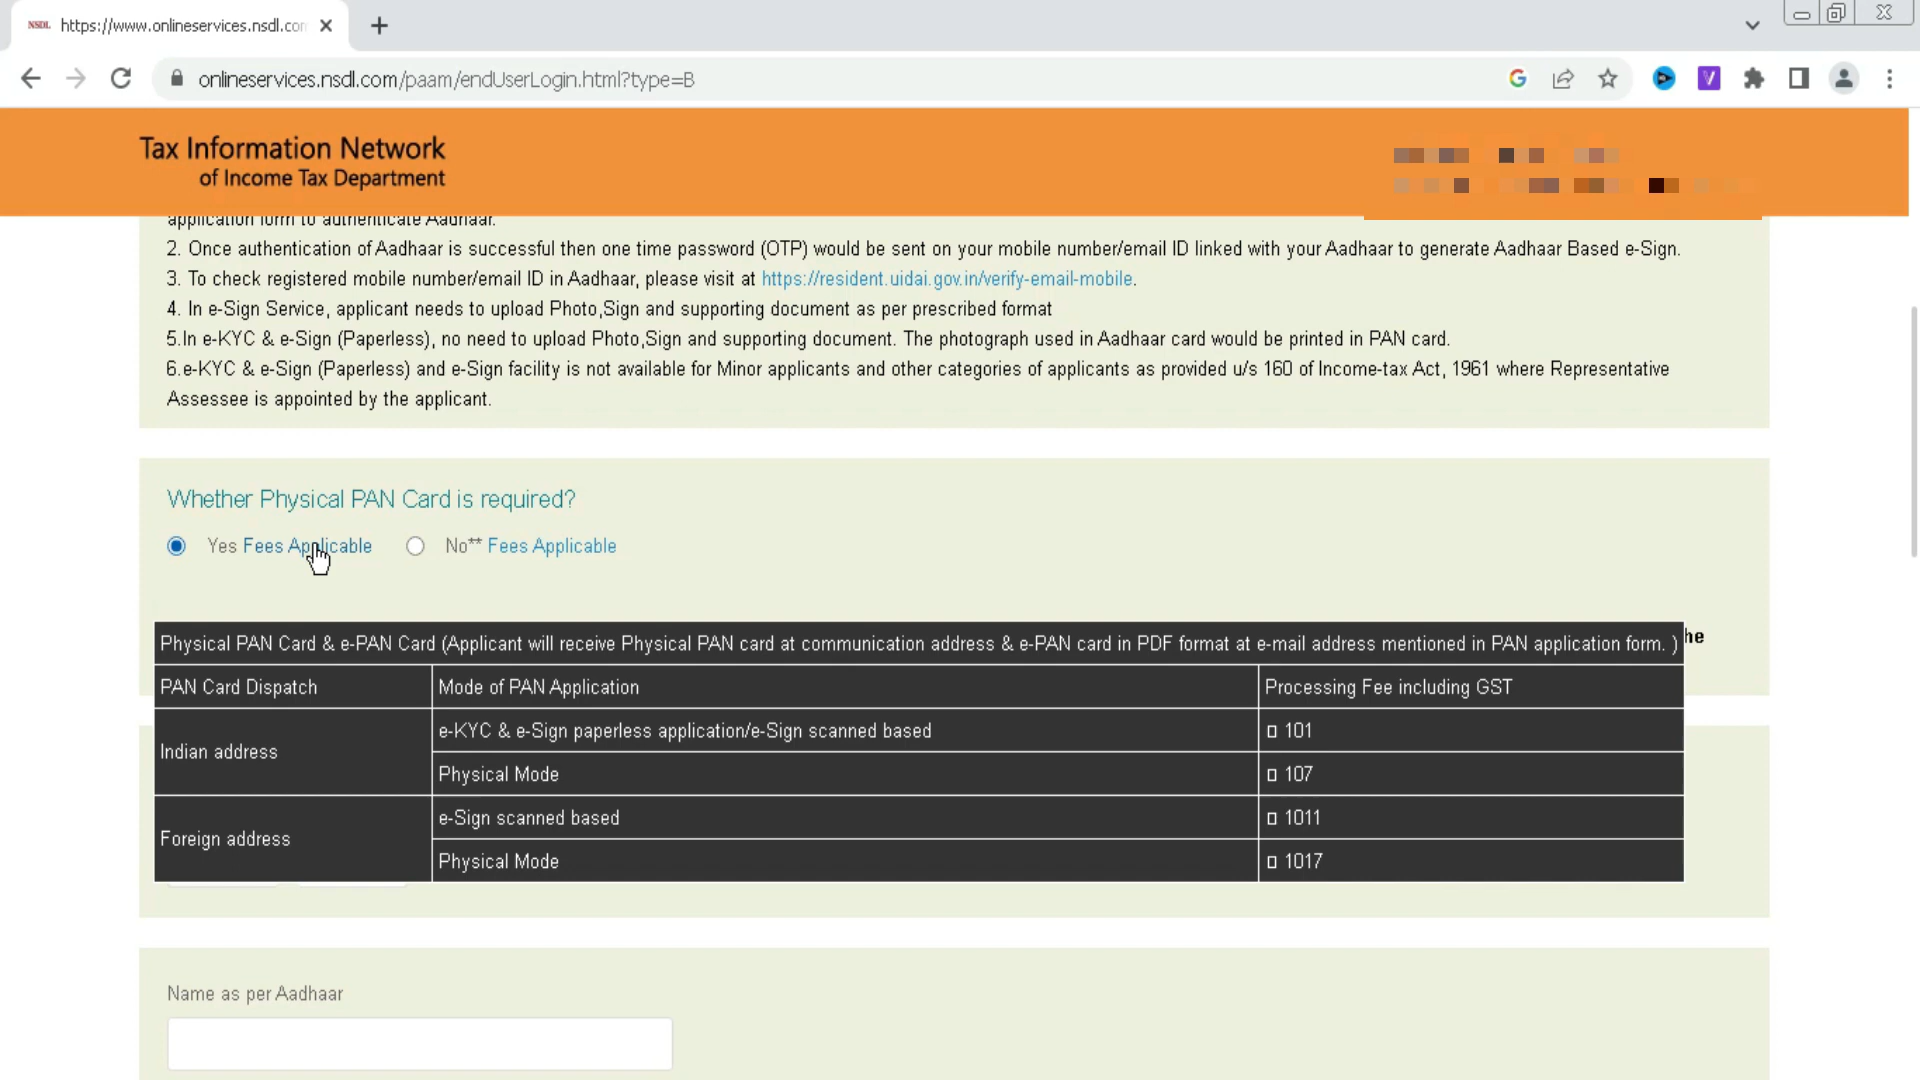 NSDL https://www.onlineservices.nsdl.com
onlineservices.nsdl.com/paam/endUserLogin.html?type=B
Tax Information Network
of Income Tax Department
application form to authenticate Aadhaar.
2. Once authentication of Aadhaar is successful then one time password (OTP) would be sent on your mobile number/email ID linked with your Aadhaar to generate Aadhaar Based e-Sign.
3. To check registered mobile number/email ID in Aadhaar, please visit at https://resident.uidai.gov.in/verify-email-mobile.
4. In e-Sign Service, applicant needs to upload Photo,Sign and supporting document as per prescribed format
5.In e-KYC & e-Sign (Paperless), no need to upload Photo,Sign and supporting document. The photograph used in Aadhaar card would be printed in PAN card.
6.e-KYC & e-Sign (Paperless) and e-Sign facility is not available for Minor applicants and other categories of applicants as provided u/s 160 of Income-tax Act, 1961 where Representative
Assessee is appointed by the applicant.
Whether Physical PAN Card is required?
Yes Fees Applicable No** Fees Applicable
Physical PAN Card & e-PAN Card (Applicant will receive Physical PAN card at communication address & e-PAN card in PDF format at e-mail address mentioned in PAN application form. )
PAN Card Dispatch Mode of PAN Application Processing Fee including GST
Indian address e-KYC & e-Sign paperless application/e-Sign scanned based 101
Physical Mode 107
Foreign address e-Sign scanned based 1011
Physical Mode 1017
Name as per Aadhaar